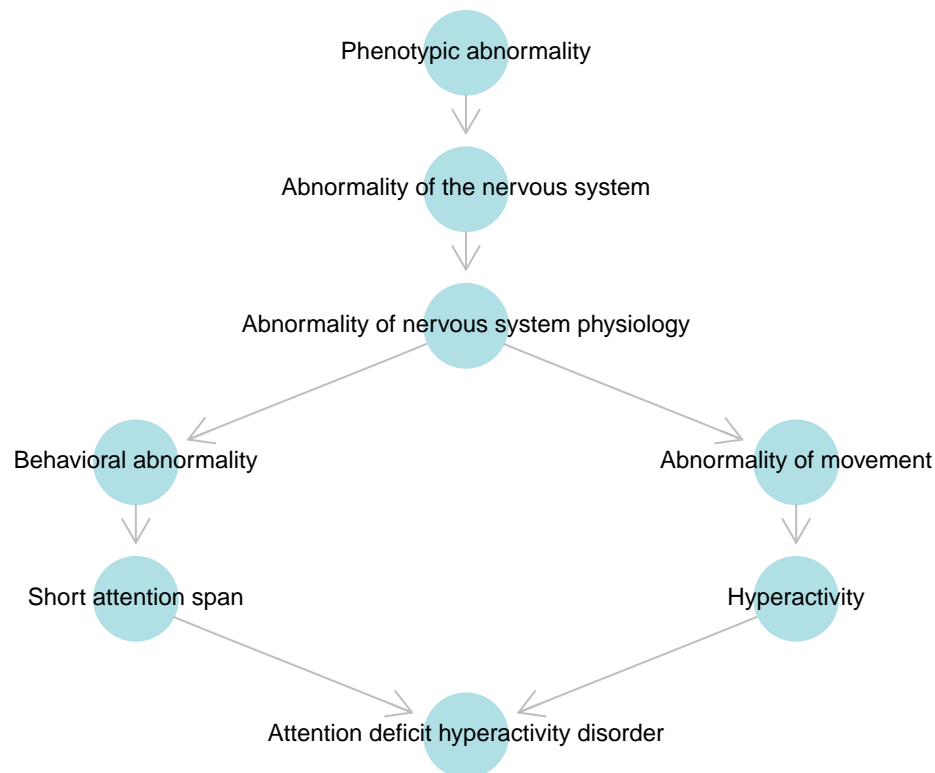 Phenotypic abnormality
Abnormality of the nervous system
Abnormality of nervous system physiology
Behavioral abnormality
Abnormality of movement
Short attention span
Hyperactivity
Attention deficit hyperactivity disorder